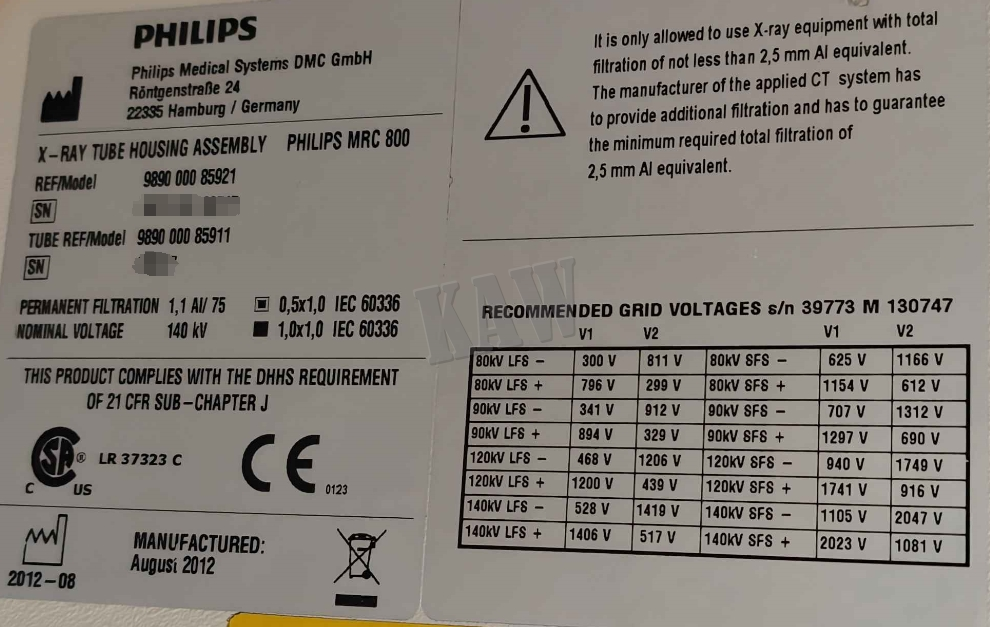 PHILIPS
Philips Medical Systems DMC GmbH
Röntgenstraße 24
22335 Hamburg / Germany
X-RAY TUBE HOUSING ASSEMBLY PHILIPS MRC 800
REF/Model 9890 000 85921
SN
TUBE REF/Model 9890 000 85911
SN
PERMANENT FILTRATION 1,1 Al/ 75 0,5x1,0 IEC 60336
NOMINAL VOLTAGE 140 kV 1,0x1,0 IEC 60336
THIS PRODUCT COMPLIES WITH THE DHHS REQUIREMENT
OF 21 CFR SUB-CHAPTER J
SA ® LR 37323 C
C US
CE 0123
2012-08
MANUFACTURED:
August 2012
It is only allowed to use X-ray equipment with total
filtration of not less than 2,5 mm Al equivalent.
The manufacturer of the applied CT system has
to provide additional filtration and has to guarantee
the minimum required total filtration of
2,5 mm Al equivalent.
KAW
RECOMMENDED GRID VOLTAGES s/n 39773 M 130747
V1 V2 V1 V2
80kV LFS - 300 V 811 V 80kV SFS - 625 V 1166 V
80kV LFS + 796 V 299 V 80kV SFS + 1154 V 612 V
90kV LFS - 341 V 912 V 90kV SFS - 707 V 1312 V
90kV LFS + 894 V 329 V 90kV SFS + 1297 V 690 V
120kV LFS - 468 V 1206 V 120kV SFS - 940 V 1749 V
120kV LFS + 1200 V 439 V 120kV SFS + 1741 V 916 V
140kV LFS - 528 V 1419 V 140kV SFS - 1105 V 2047 V
140kV LFS + 1406 V 517 V 140kV SFS + 2023 V 1081 V